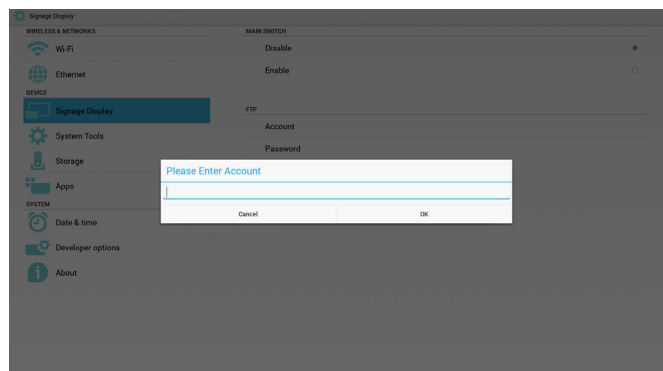 Signage Display
WIRELESS & NETWORKS
Wi-Fi
Ethernet
DEVICE
Signage Display
System Tools
Storage
Apps
SYSTEM
Date & time
Developer options
About
MAIN SWITCH
Disable
Enable
FTP
Account
Password
Please Enter Account
Cancel
OK